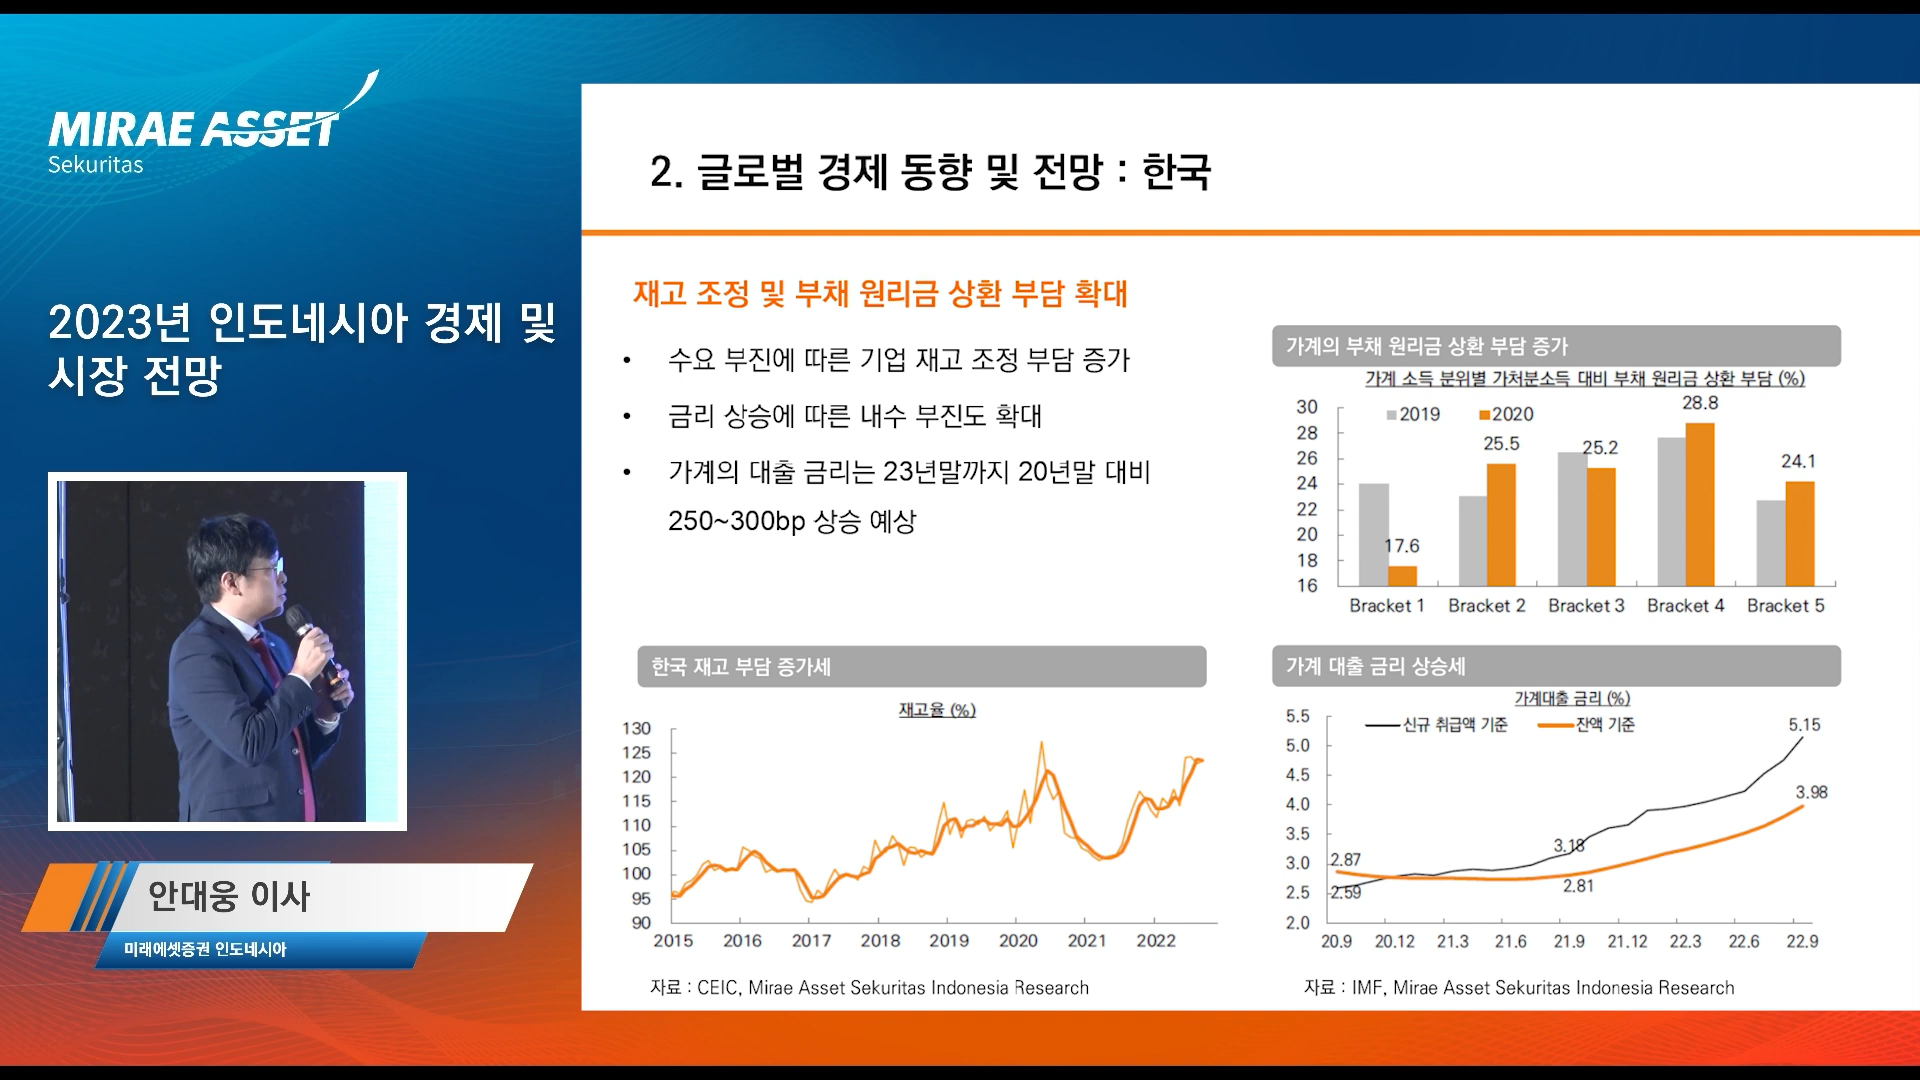 MIRAE ASSET
Sekuritas
2023년 인도네시아 경제 및
시장 전망
안대웅 이사
미래에셋증권 인도네시아
2. 글로벌 경제 동향 및 전망 : 한국
재고 조정 및 부채 원리금 상환 부담 확대
• 수요 부진에 따른 기업 재고 조정 부담 증가
• 금리 상승에 따른 내수 부진도 확대
• 가계의 대출 금리는 23년말까지 20년말 대비
250~300bp 상승 예상
가계의 부채 원리금 상환 부담 증가
가계 소득 분위별 가처분소득 대비 부채 원리금 상환 부담 (%)
2019 2020
30
28
26
24
22
20
18
16
17.6
25.5
25.2
28.8
24.1
Bracket 1 Bracket 2 Bracket 3 Bracket 4 Bracket 5
한국 재고 부담 증가세
재고율 (%)
130
125
120
115
110
105
100
95
90
2015 2016 2017 2018 2019 2020 2021 2022
자료 : CEIC, Mirae Asset Sekuritas Indonesia Research
가계 대출 금리 상승세
가계대출 금리 (%)
신규 취급액 기준 잔액 기준
5.5
5.0
4.5
4.0
3.5
3.0
2.5
2.0
2.87
2.59
3.18
2.81
5.15
3.98
20.9 20.12 21.3 21.6 21.9 21.12 22.3 22.6 22.9
자료 : IMF, Mirae Asset Sekuritas Indonesia Research